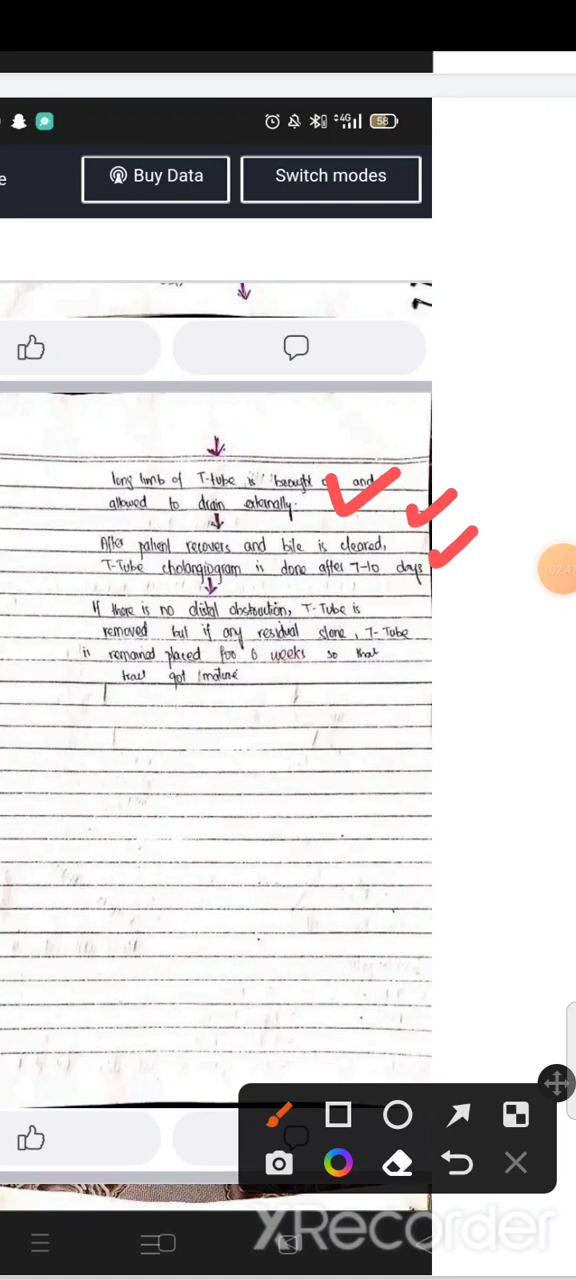 58
e
Buy Data
Switch modes
long limb of T-tube is brought and
allowed to drain externally.
After patient recovers and bile is cleared,
T-Tube cholangiogram is done after 7-10 days
If there is no distal obstruction, T-Tube is
removed but if any residual stone, T-Tube
is remained placed for 6 weeks so that
tract got mature
02:47
XRecorder